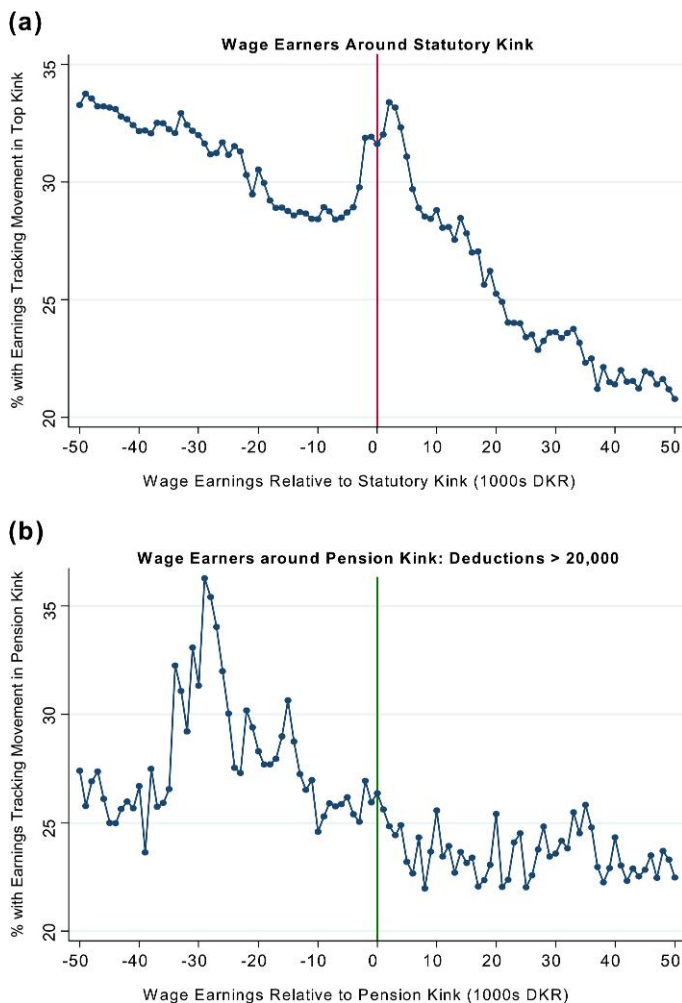 (a)
Wage Earners Around Statutory Kink
% with Earnings Tracking Movement in Top Kink
35
30
25
20
-50 -40 -30 -20 -10 0 10 20 30 40 50
Wage Earnings Relative to Statutory Kink (1000s DKR)
(b)
Wage Earners around Pension Kink: Deductions > 20,000
% with Earnings Tracking Movement in Pension Kink
35
30
25
20
-50 -40 -30 -20 -10 0 10 20 30 40 50
Wage Earnings Relative to Pension Kink (1000s DKR)